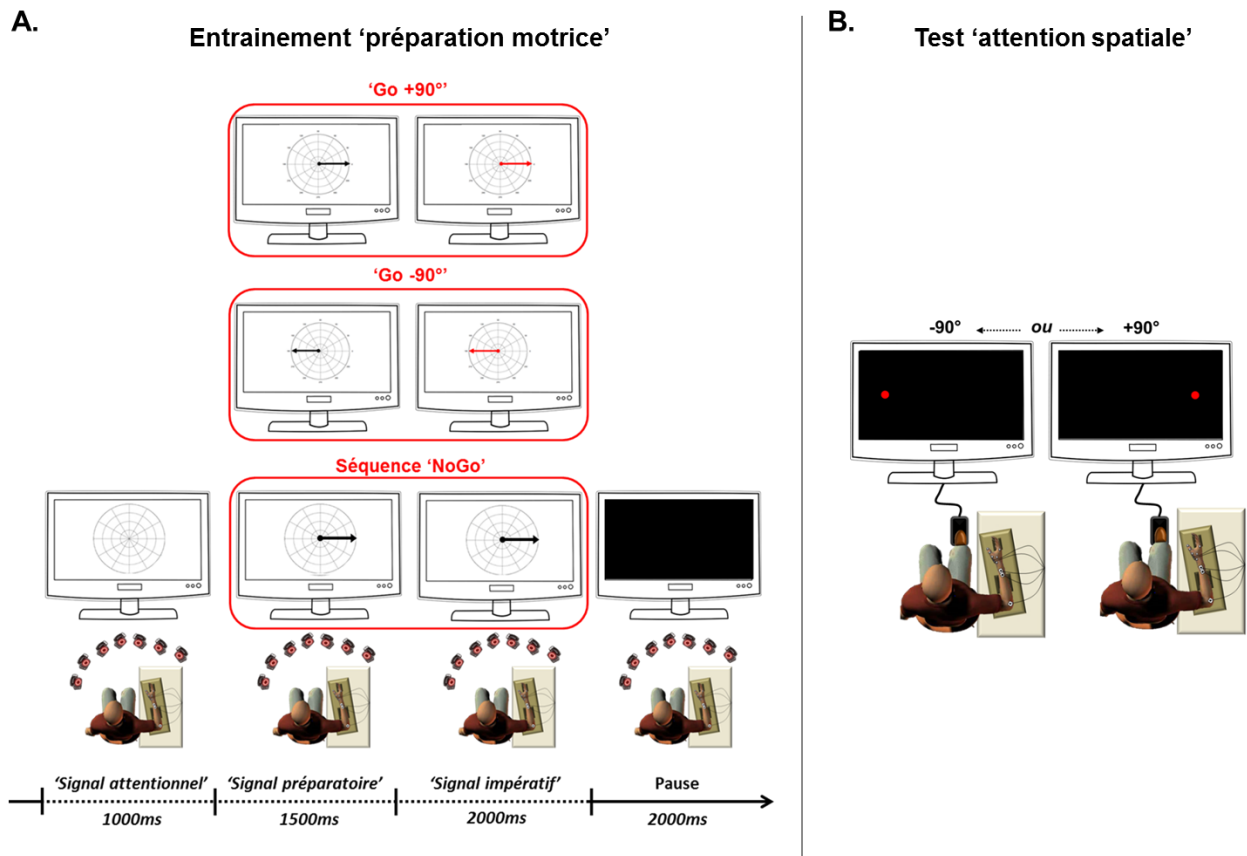 A.
Entrainement ‘préparation motrice’
‘Go +90°’
‘Go -90°’
Séquence ‘NoGo’
‘Signal attentionnel’ ‘Signal préparatoire’ ‘Signal impératif’ Pause
1000ms 1500ms 2000ms 2000ms
B.
Test ‘attention spatiale’
-90° ou +90°